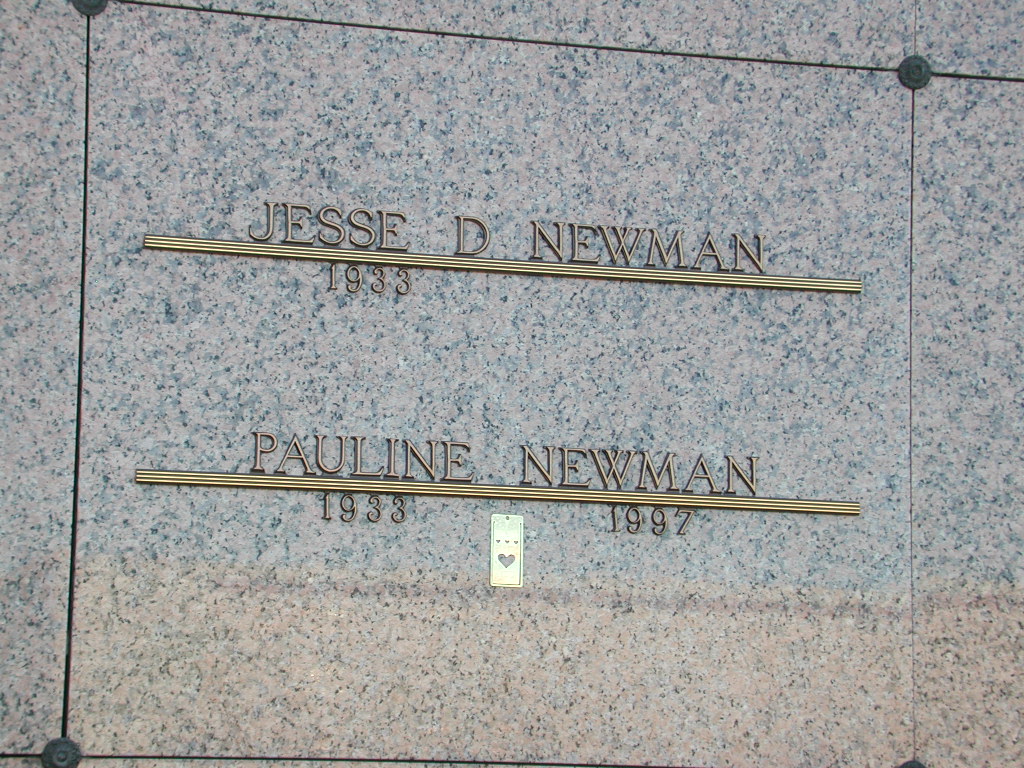 JESSE D NEWMAN
1933
PAULINE NEWMAN
1933 1997